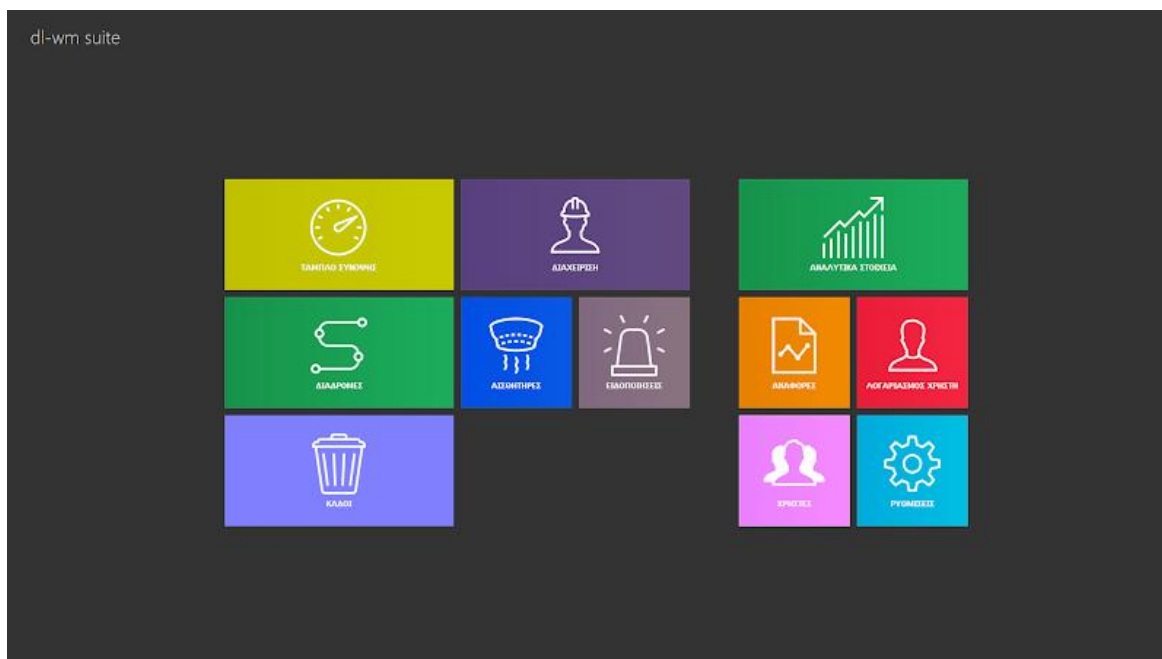 dl-wm suite
ΤΑΜΠΛΟ ΣΥΝΟΨΗΣ
ΔΙΑΧΕΙΡΙΣΗ
ΑΝΑΛΥΤΙΚΑ ΣΤΟΙΧΕΙΑ
ΔΙΑΔΡΟΜΕΣ
ΑΙΣΘΗΤΗΡΕΣ
ΕΙΔΟΠΟΙΗΣΕΙΣ
ΑΝΑΦΟΡΕΣ
ΛΟΓΑΡΙΑΣΜΟΣ ΧΡΗΣΤΗ
ΚΑΔΟΙ
ΧΡΗΣΤΕΣ
ΡΥΘΜΙΣΕΙΣ